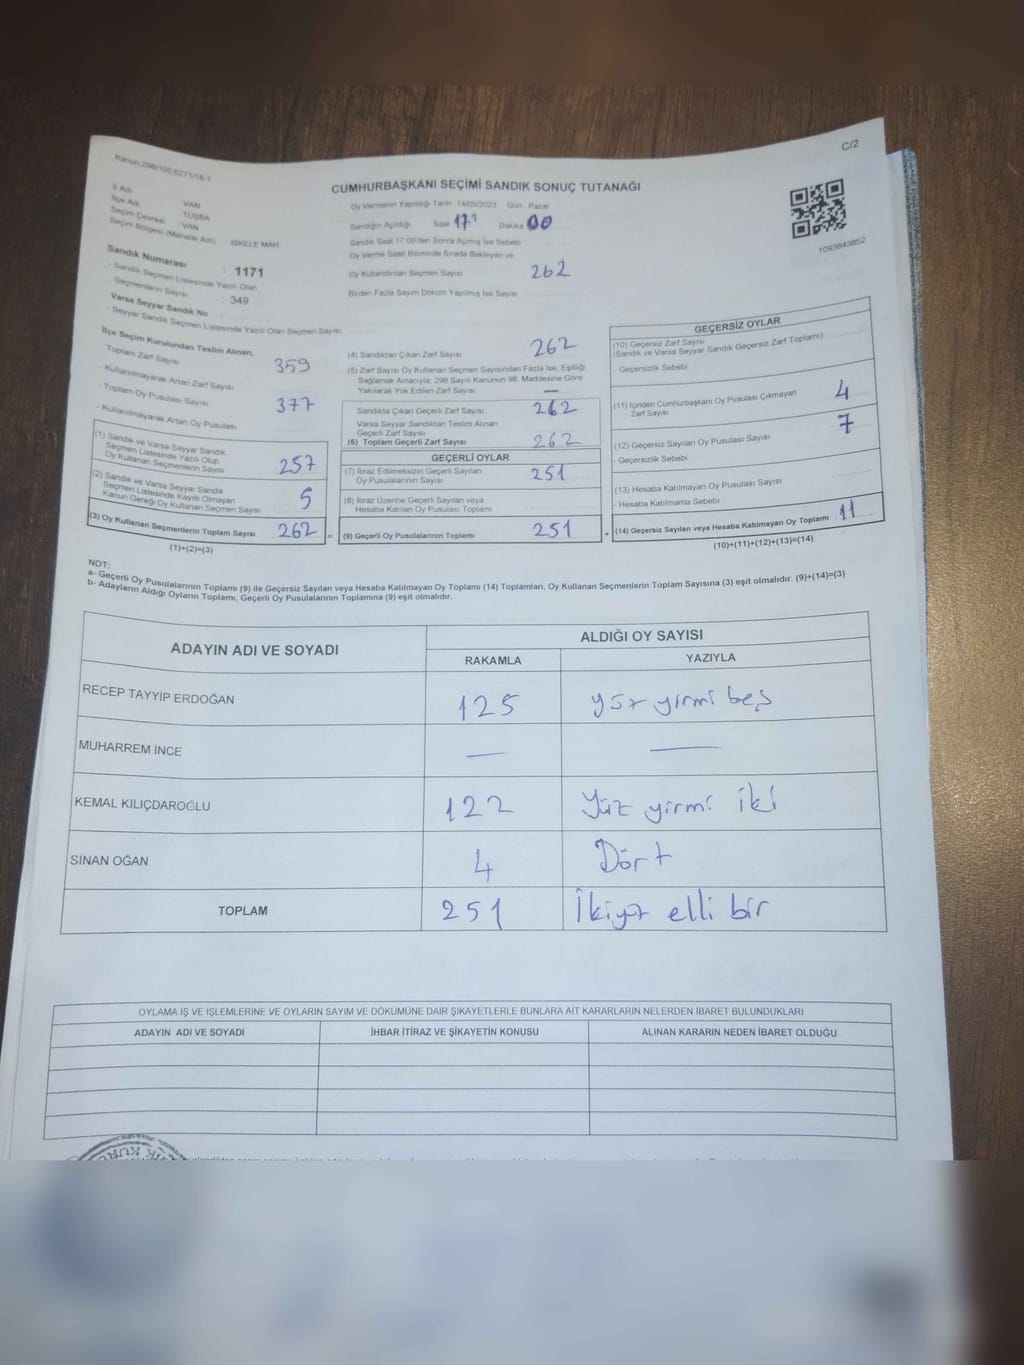 Kanun:298/105,6271/16-1
C/2
CUMHURBAŞKANI SEÇİMİ SANDIK SONUÇ TUTANAĞI
İl Adı : VAN
İlçe Adı : TUŞBA
Seçim Çevresi : VAN
Seçim Bölgesi (Mahalle Adı) : İSKELE MAH
Sandık Numarası : 1171
- Sandık Seçmen Listesinde Yazılı Olan
Seçmenlerin Sayısı : 349
Varsa Seyyar Sandık No :
- Seyyar Sandık Seçmen Listesinde Yazılı Olan Seçmen Sayısı
Oy Vermenin Yapıldığı Tarih : 14/05/2023 Gün : Pazar
Sandığın Açıldığı Saat 17 Dakika 00
Sandık Saat 17.00'den Sonra Açılmış İse Sebebi :
Oy Verme Saati Bitiminde Sırada Bekleyen ve
Oy Kullandırılan Seçmen Sayısı 262
Birden Fazla Sayım Döküm Yapılmış İse Sayısı
1093643852
İlçe Seçim Kurulundan Teslim Alınan;
- Toplam Zarf Sayısı 359
- Kullanılmayarak Artan Zarf Sayısı
- Toplam Oy Pusulası Sayısı 377
- Kullanılmayarak Artan Oy Pusulası
(1) Sandık ve Varsa Seyyar Sandık
Seçmen Listesinde Yazılı Olup
Oy Kullanan Seçmenlerin Sayısı 257
(2) Sandık ve Varsa Seyyar Sandık
Seçmen Listesinde Kayıtlı Olmayan
Kanun Gereği Oy Kullanan Seçmen Sayısı 5
(3) Oy Kullanan Seçmenlerin Toplam Sayısı 262 =
(1)+(2)=(3)
(4) Sandıktan Çıkan Zarf Sayısı 262
(5) Zarf Sayısı Oy Kullanan Seçmen Sayısından Fazla İse, Eşitliği
Sağlamak Amacıyla; 298 Sayılı Kanunun 98. Maddesine Göre
Yakılarak Yok Edilen Zarf Sayısı —
Sandıkta Çıkan Geçerli Zarf Sayısı 262
Varsa Seyyar Sandıktan Teslim Alınan
Geçerli Zarf Sayısı
(6) Toplam Geçerli Zarf Sayısı 262
GEÇERLİ OYLAR
(7) İtiraz Edilmeksizin Geçerli Sayılan
Oy Pusulalarının Sayısı 251
(8) İtiraz Üzerine Geçerli Sayılan veya
Hesaba Katılan Oy Pusulası Toplamı
(9) Geçerli Oy Pusulalarının Toplamı 251 +
GEÇERSİZ OYLAR
(10) Geçersiz Zarf Sayısı
(Sandık ve Varsa Seyyar Sandık Geçersiz Zarf Toplamı)
- Geçersizlik Sebebi :
(11) İçinden Cumhurbaşkanı Oy Pusulası Çıkmayan
Zarf Sayısı 4
(12) Geçersiz Sayılan Oy Pusulası Sayısı 7
- Geçersizlik Sebebi
(13) Hesaba Katılmayan Oy Pusulası Sayısı
- Hesaba Katılmama Sebebi :
(14) Geçersiz Sayılan veya Hesaba Katılmayan Oy Toplamı 11
(10)+(11)+(12)+(13)=(14)
NOT:
a- Geçerli Oy Pusulalarının Toplamı (9) ile Geçersiz Sayılan veya Hesaba Katılmayan Oy Toplamı (14) Toplamları, Oy Kullanan Seçmenlerin Toplam Sayısına (3) eşit olmalıdır. (9)+(14)=(3)
b- Adayların Aldığı Oyların Toplamı, Geçerli Oy Pusulalarının Toplamına (9) eşit olmalıdır.
ADAYIN ADI VE SOYADI
ALDIĞI OY SAYISI
RAKAMLA YAZIYLA
RECEP TAYYİP ERDOĞAN 125 yüz yirmi beş
MUHARREM İNCE — —
KEMAL KILIÇDAROĞLU 122 Yüz yirmi iki
SİNAN OĞAN 4 Dört
TOPLAM 251 İkiyüz elli bir
OYLAMA İŞ VE İŞLEMLERİNE VE OYLARIN SAYIM VE DÖKÜMÜNE DAİR ŞİKAYETLERLE BUNLARA AİT KARARLARIN NELERDEN İBARET BULUNDUKLARI
ADAYIN ADI VE SOYADI İHBAR İTİRAZ VE ŞİKAYETİN KONUSU ALINAN KARARIN NEDEN İBARET OLDUĞU